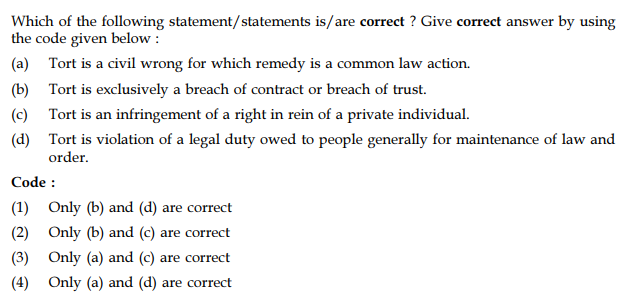 Which of the following statement/statements is/are correct ? Give correct answer by using
the code given below :
(a) Tort is a civil wrong for which remedy is a common law action.
(b) Tort is exclusively a breach of contract or breach of trust.
(c) Tort is an infringement of a right in rein of a private individual.
(d) Tort is violation of a legal duty owed to people generally for maintenance of law and
order.
Code :
(1) Only (b) and (d) are correct
(2) Only (b) and (c) are correct
(3) Only (a) and (c) are correct
(4) Only (a) and (d) are correct